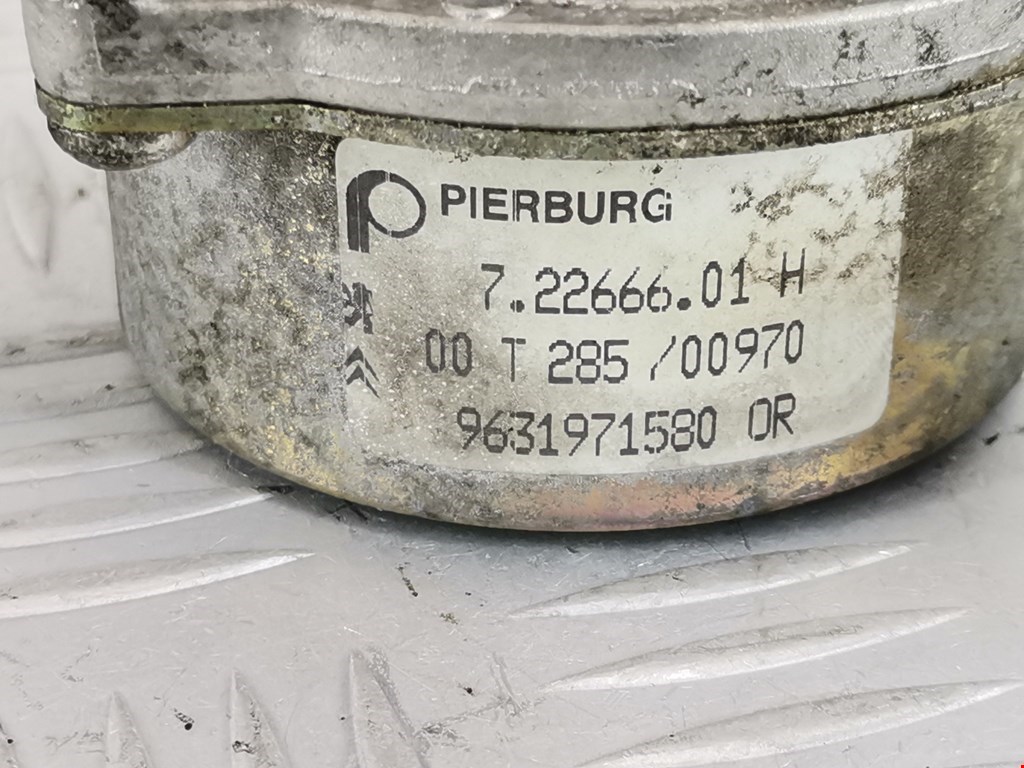 PIERBURG
7.22666.01 H
00 T 285 /00970
9631971580 OR